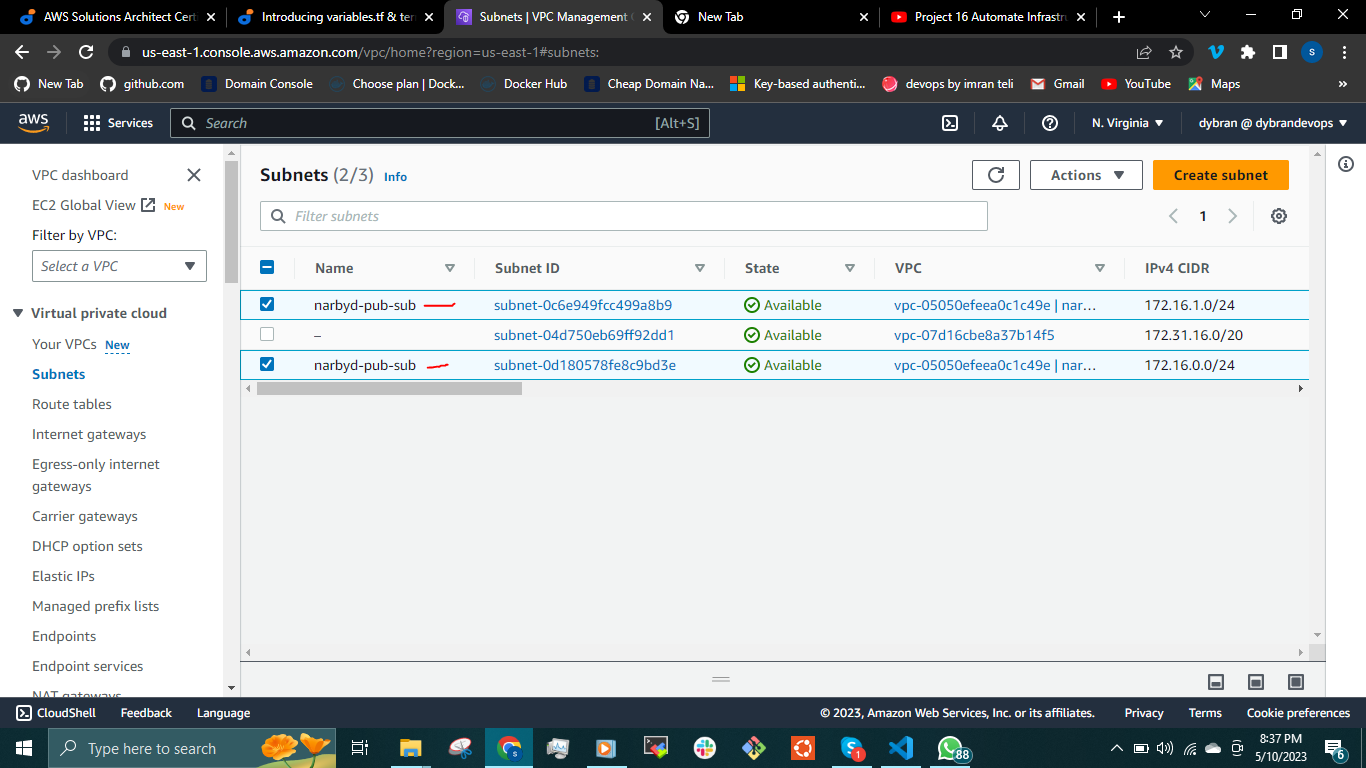 AWS Solutions Architect Cert
Introducing variables.tf & ter
Subnets | VPC Management C
New Tab
Project 16 Automate Infrastru
us-east-1.console.aws.amazon.com/vpc/home?region=us-east-1#subnets:
S
New Tab
github.com
Domain Console
Choose plan | Dock...
Docker Hub
Cheap Domain Na...
Key-based authenti...
devops by imran teli
Gmail
YouTube
Maps
»
aws
Services
Search
[Alt+S]
N. Virginia
dybran @ dybrandevops
VPC dashboard
EC2 Global View
New
Filter by VPC:
Select a VPC
Virtual private cloud
Your VPCs New
Subnets
Route tables
Internet gateways
Egress-only internet
gateways
Carrier gateways
DHCP option sets
Elastic IPs
Managed prefix lists
Endpoints
Endpoint services
NAT gateways
Subnets (2/3) Info
Actions
Create subnet
Filter subnets
1
Name
Subnet ID
State
VPC
IPv4 CIDR
narbyd-pub-sub
subnet-0c6e949fcc499a8b9
Available
vpc-05050efeea0c1c49e | nar...
172.16.1.0/24
–
subnet-04d750eb69ff92dd1
Available
vpc-07d16cbe8a37b14f5
172.31.16.0/20
narbyd-pub-sub
subnet-0d180578fe8c9bd3e
Available
vpc-05050efeea0c1c49e | nar...
172.16.0.0/24
CloudShell
Feedback
Language
© 2023, Amazon Web Services, Inc. or its affiliates.
Privacy
Terms
Cookie preferences
Type here to search
1
88
8:37 PM
5/10/2023
6